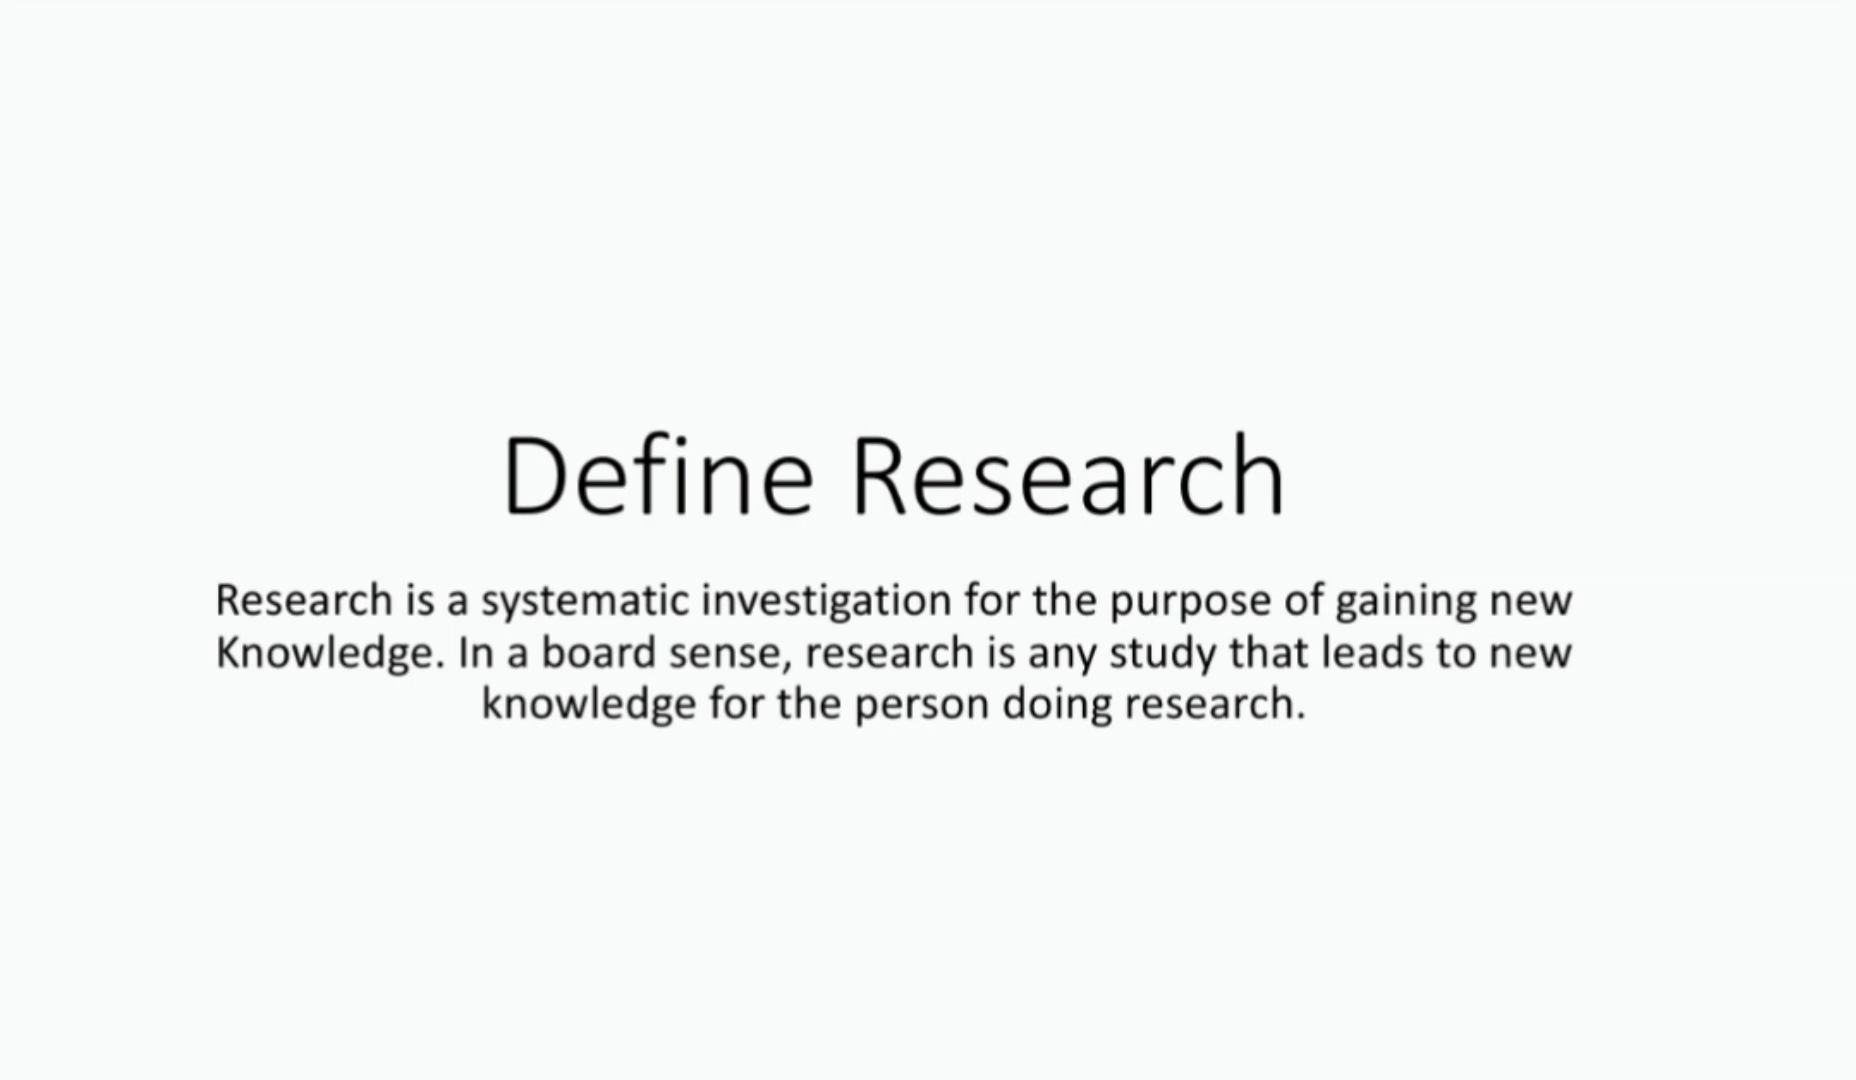 Define Research
Research is a systematic investigation for the purpose of gaining new
Knowledge. In a board sense, research is any study that leads to new
knowledge for the person doing research.